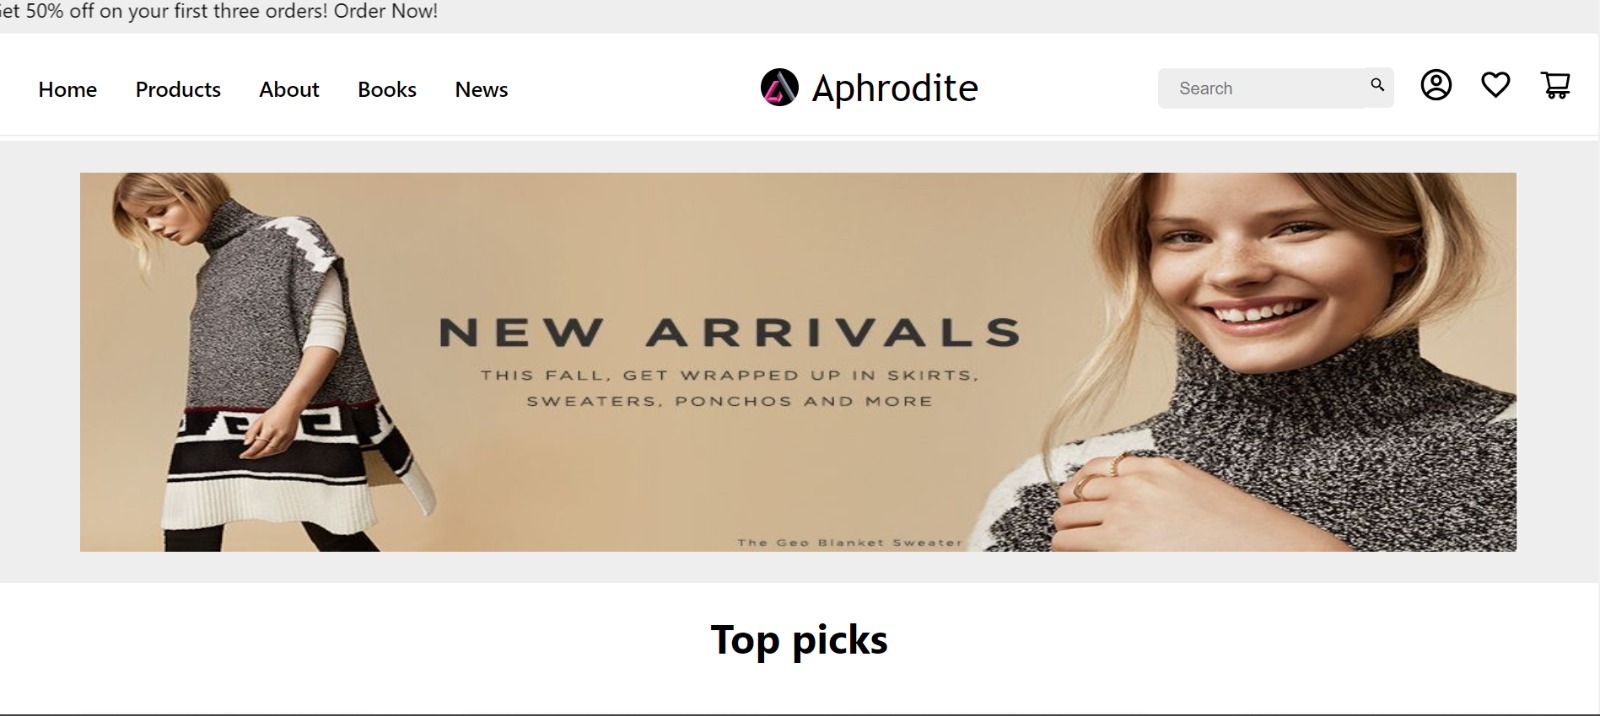 et 50% off on your first three orders! Order Now!
Home Products About Books News
Aphrodite
Search
NEW ARRIVALS
THIS FALL, GET WRAPPED UP IN SKIRTS,
SWEATERS, PONCHOS AND MORE
The Geo Blanket Sweater
Top picks